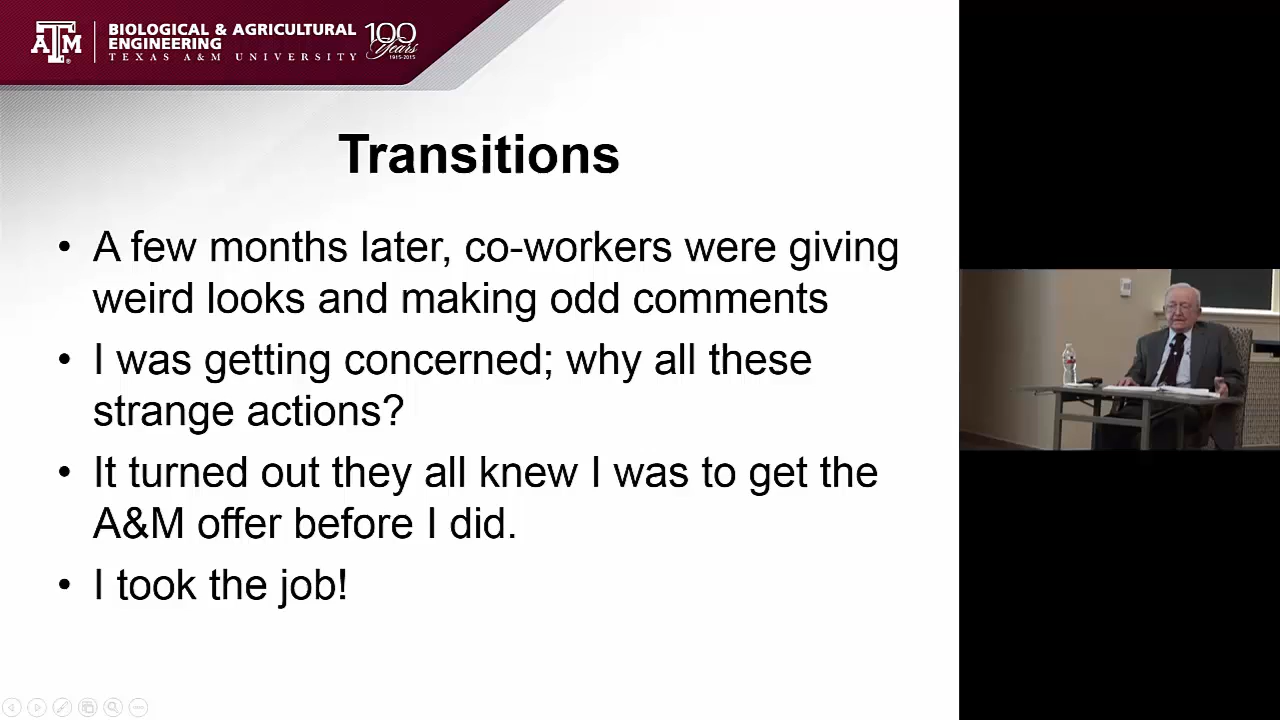 BIOLOGICAL & AGRICULTURAL
ENGINEERING
TEXAS A&M UNIVERSITY
100
Years
1915-2015
ATM
Transitions
• A few months later, co-workers were giving
weird looks and making odd comments
• I was getting concerned; why all these
strange actions?
• It turned out they all knew I was to get the
A&M offer before I did.
• I took the job!